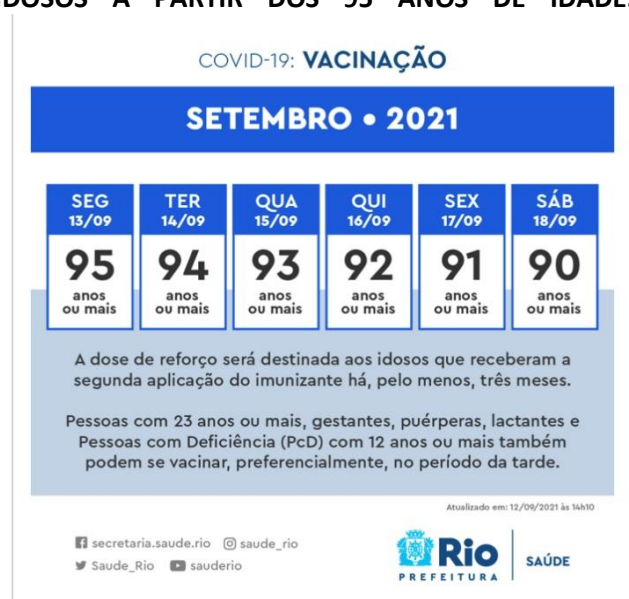 DOSOS A PARTIR DOS 95 ANOS DE IDADE.
COVID-19: VACINAÇÃO
SETEMBRO • 2021
SEG
13/09
95
anos
ou mais
TER
14/09
94
anos
ou mais
QUA
15/09
93
anos
ou mais
QUI
16/09
92
anos
ou mais
SEX
17/09
91
anos
ou mais
SÁB
18/09
90
anos
ou mais
A dose de reforço será destinada aos idosos que receberam a
segunda aplicação do imunizante há, pelo menos, três meses.
Pessoas com 23 anos ou mais, gestantes, puérperas, lactantes e
Pessoas com Deficiência (PcD) com 12 anos ou mais também
podem se vacinar, preferencialmente, no período da tarde.
Atualizado em: 12/09/2021 às 14h10
secretaria.saude.rio saude_rio
Saude_Rio sauderio
Rio
PREFEITURA
SAÚDE